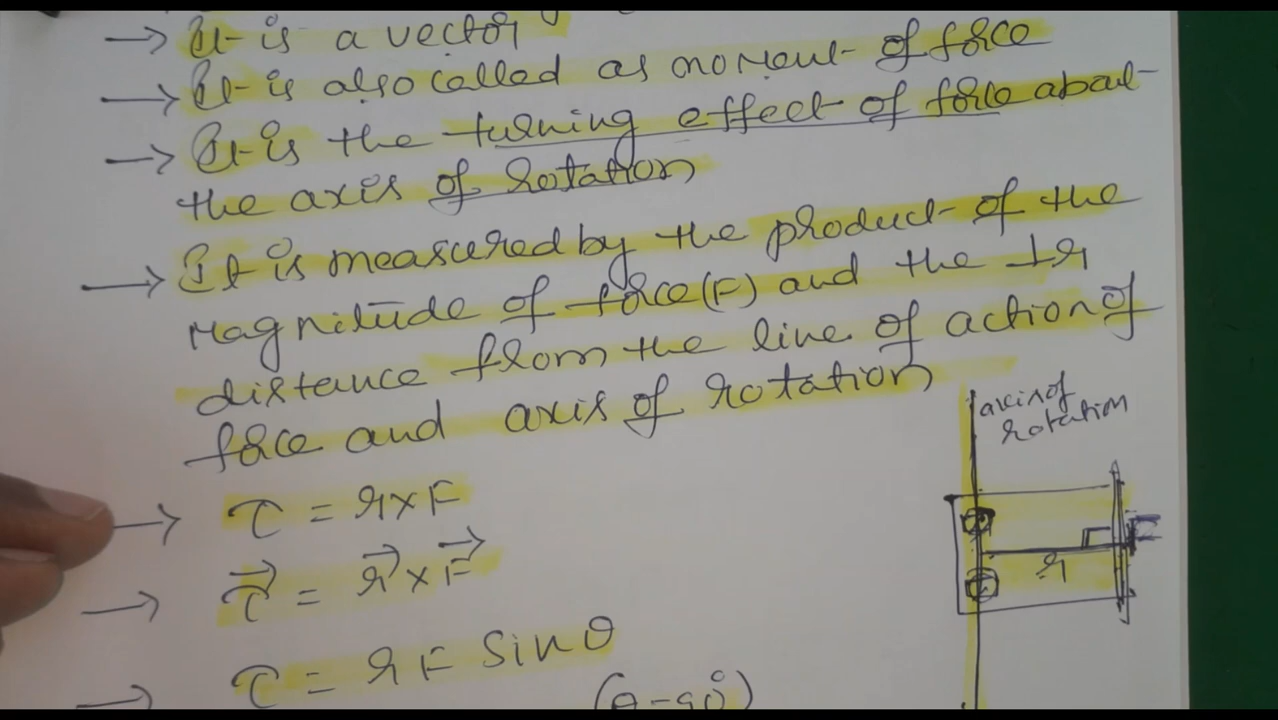 → It is a vector
→ It is also called as moment of force
→ It is the turning effect of force about
the axis of rotation
→ It is measured by the product of the
Magnitude of force(F) and the ⊥r
distance from the line of action of
force and axis of rotation
axis of
rotation
→ τ = r×F
r
→ τ⃗ = r⃗×F⃗
→ τ = rF Sinθ
(θ-90°)